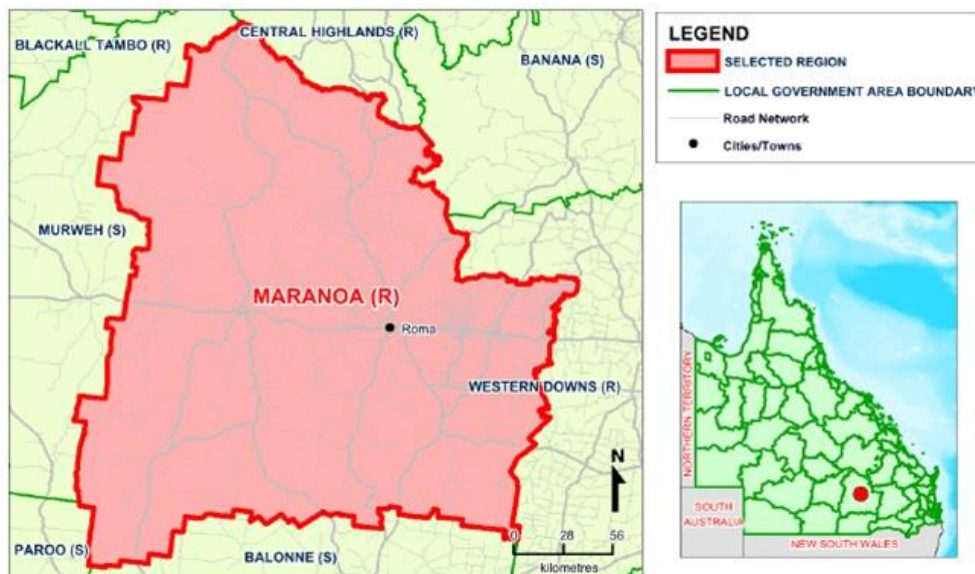 BLACKALL TAMBO (R)
CENTRAL HIGHLANDS (R)
BANANA (S)
MURWEH (S)
MARANOA (R)
Roma
WESTERN DOWNS (R)
N
0 28 56
kilometres
PAROO (S)
BALONNE (S)
LEGEND
SELECTED REGION
LOCAL GOVERNMENT AREA BOUNDARY
Road Network
Cities/Towns
NORTHERN TERRITORY
SOUTH
AUSTRALIA
NEW SOUTH WALES